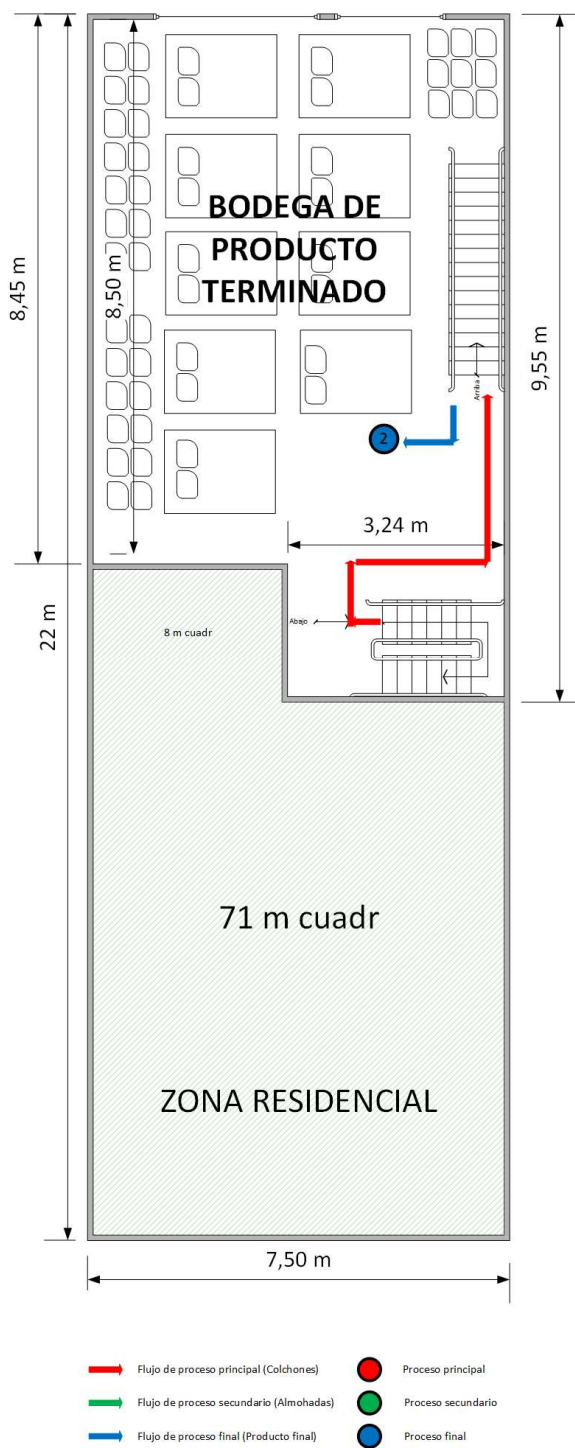 8,45 m
8,50 m
BODEGA DE
PRODUCTO
TERMINADO
9,55 m
Arriba
2
3,24 m
22 m
8 m cuadr
Abajo
71 m cuadr
ZONA RESIDENCIAL
7,50 m
Flujo de proceso principal (Colchones)
Proceso principal
Flujo de proceso secundario (Almohadas)
Proceso secundario
Flujo de proceso final (Producto final)
Proceso final